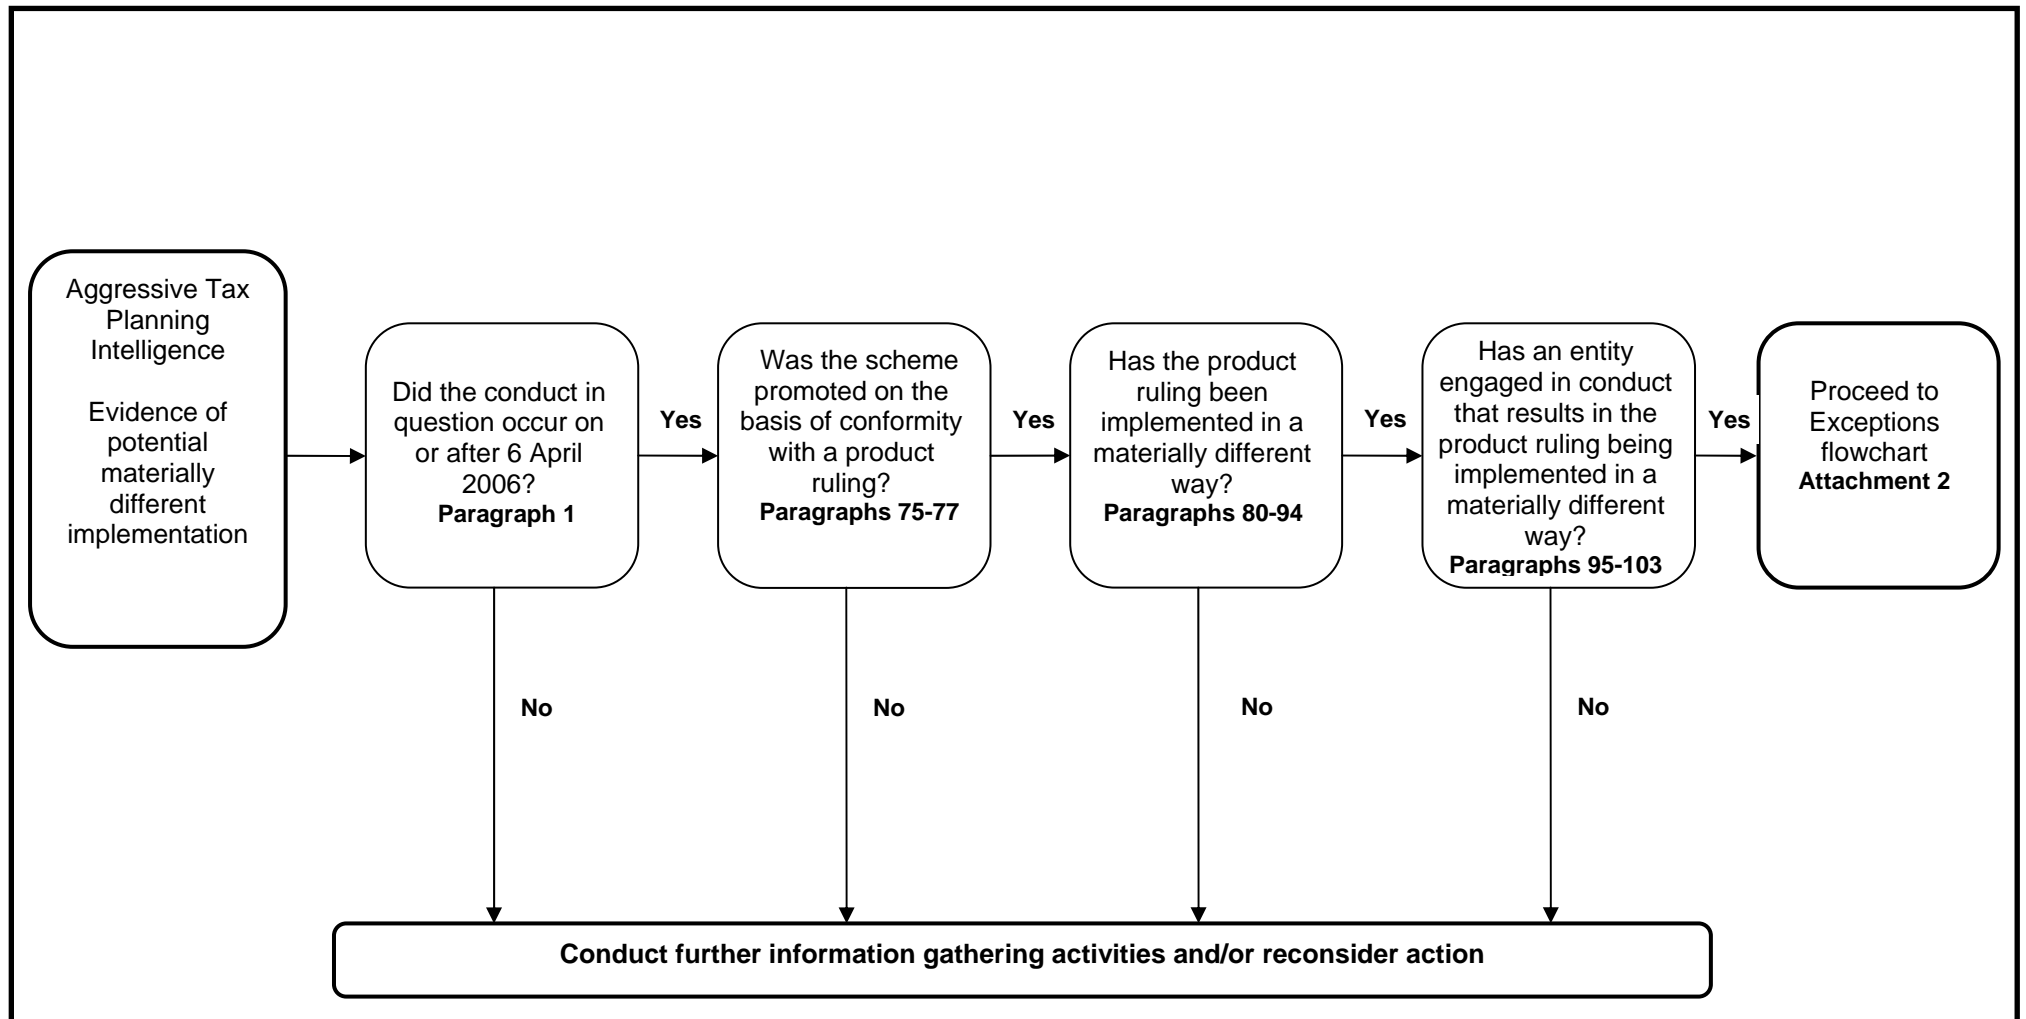 Aggressive Tax
Planning
Intelligence
Evidence of
potential
materially
different
implementation
Did the conduct in
question occur on
or after 6 April
2006?
Paragraph 1
Yes
Was the scheme
promoted on the
basis of conformity
with a product
ruling?
Paragraphs 75-77
Yes
Has the product
ruling been
implemented in a
materially different
way?
Paragraphs 80-94
Yes
Has an entity
engaged in conduct
that results in the
product ruling being
implemented in a
materially different
way?
Paragraphs 95-103
Yes
Proceed to
Exceptions
flowchart
Attachment 2
No
No
No
No
Conduct further information gathering activities and/or reconsider action